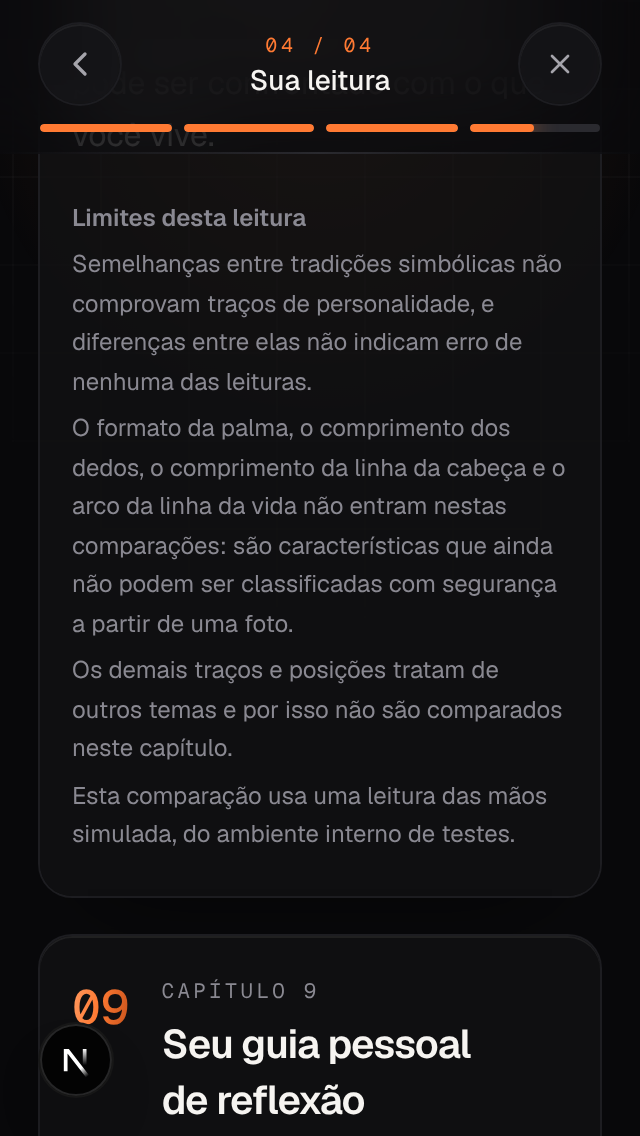 04 / 04
Sua leitura
de ser com o qu
você vive.
Limites desta leitura
Semelhanças entre tradições simbólicas não
comprovam traços de personalidade, e
diferenças entre elas não indicam erro de
nenhuma das leituras.
O formato da palma, o comprimento dos
dedos, o comprimento da linha da cabeça e o
arco da linha da vida não entram nestas
comparações: são características que ainda
não podem ser classificadas com segurança
a partir de uma foto.
Os demais traços e posições tratam de
outros temas e por isso não são comparados
neste capítulo.
Esta comparação usa uma leitura das mãos
simulada, do ambiente interno de testes.
09
CAPÍTULO 9
Seu guia pessoal
de reflexão
N